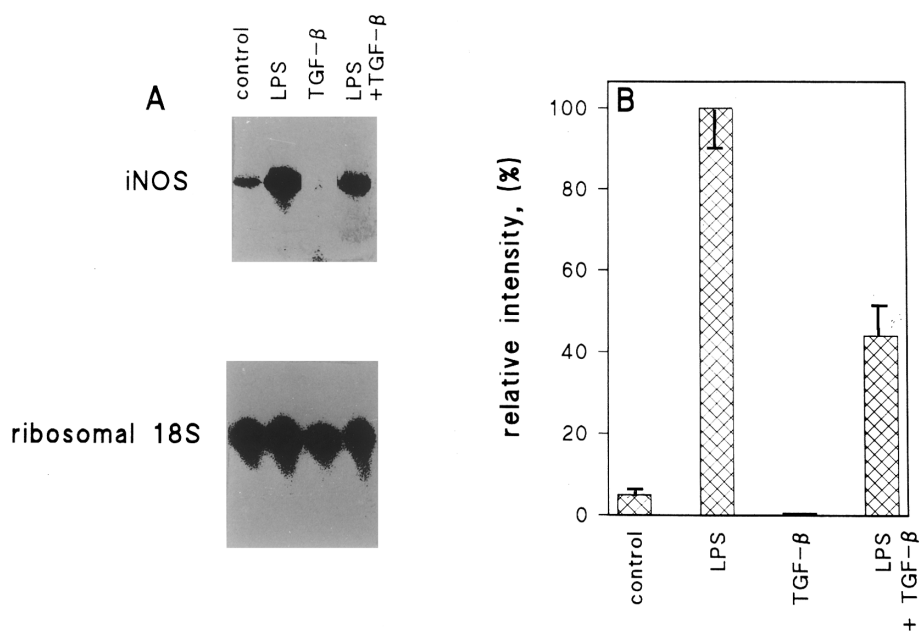 A
control
LPS
TGF-β
LPS
+TGF-β
iNOS
ribosomal 18S
B
relative intensity, (%)
100
80
60
40
20
0
control
LPS
TGF-β
LPS
+ TGF-β